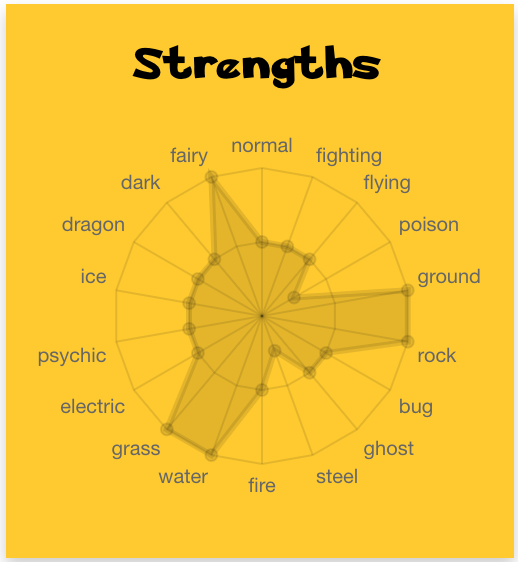 Strengths
normal
fighting
flying
poison
ground
rock
bug
ghost
steel
fire
water
grass
electric
psychic
ice
dragon
dark
fairy